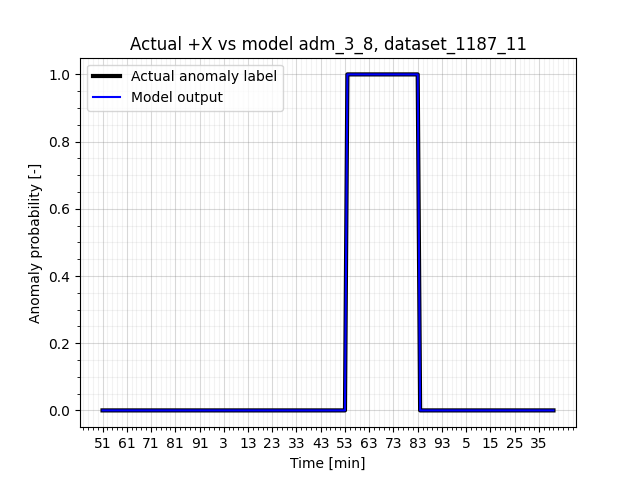 Actual +X vs model adm_3_8, dataset_1187_11
Actual anomaly label
Model output
Anomaly probability [-]
1.0
0.8
0.6
0.4
0.2
0.0
51 61 71 81 91 3 13 23 33 43 53 63 73 83 93 5 15 25 35
Time [min]